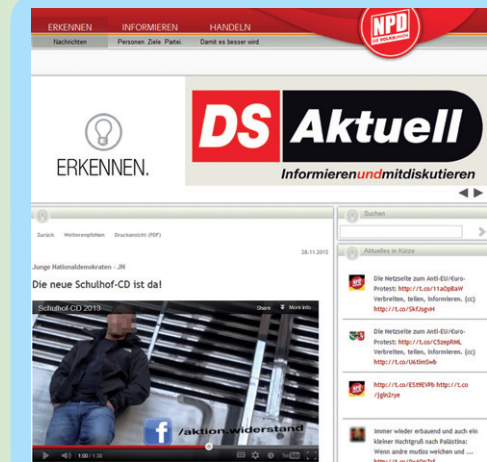 ERKENNEN INFORMIEREN HANDELN
Nachrichten Personen. Ziele. Partei. Damit es besser wird.
NPD
DIE VOLKSUNION
ERKENNEN.
DS Aktuell
Informierenundmitdiskutieren
Zurück Weiterempfehlen Druckansicht (PDF)
28.11.2012
Junge Nationaldemokraten - JN
Die neue Schulhof-CD ist da!
Schulhof-CD 2013 Share More info
/aktion.widerstand
1:00 / 1:38 YouTube
Suchen
Aktuelles in Kürze
Die Netzseite zum Anti-EU/Euro-
Protest: http://t.co/11aOpBaW
Verbreiten, teilen, informieren. (cc)
http://t.co/SkfJsgvH
Die Netzseite zum Anti-EU/Euro-
Protest: http://t.co/C5zepRML
Verbreiten, teilen, informieren. (cc)
http://t.co/U6timSwb
http://t.co/ESt9EVPb http://t.co
/jgln2rye
Immer wieder erbauend und auch ein
kleiner Nachtgruß nach Palästina:
Wenn andre mutlos weichen und ...